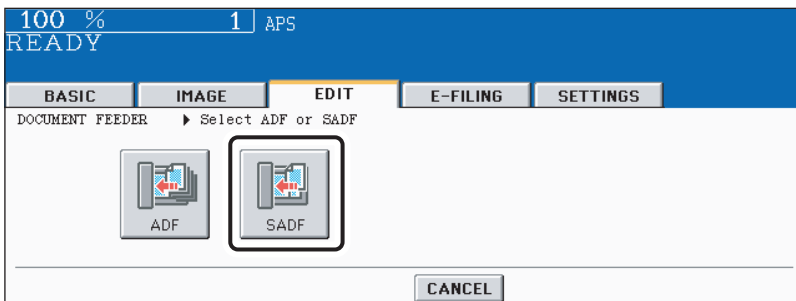 100 % 1 APS
READY
BASIC IMAGE EDIT E-FILING SETTINGS
DOCUMENT FEEDER ▶ Select ADF or SADF
ADF SADF
CANCEL